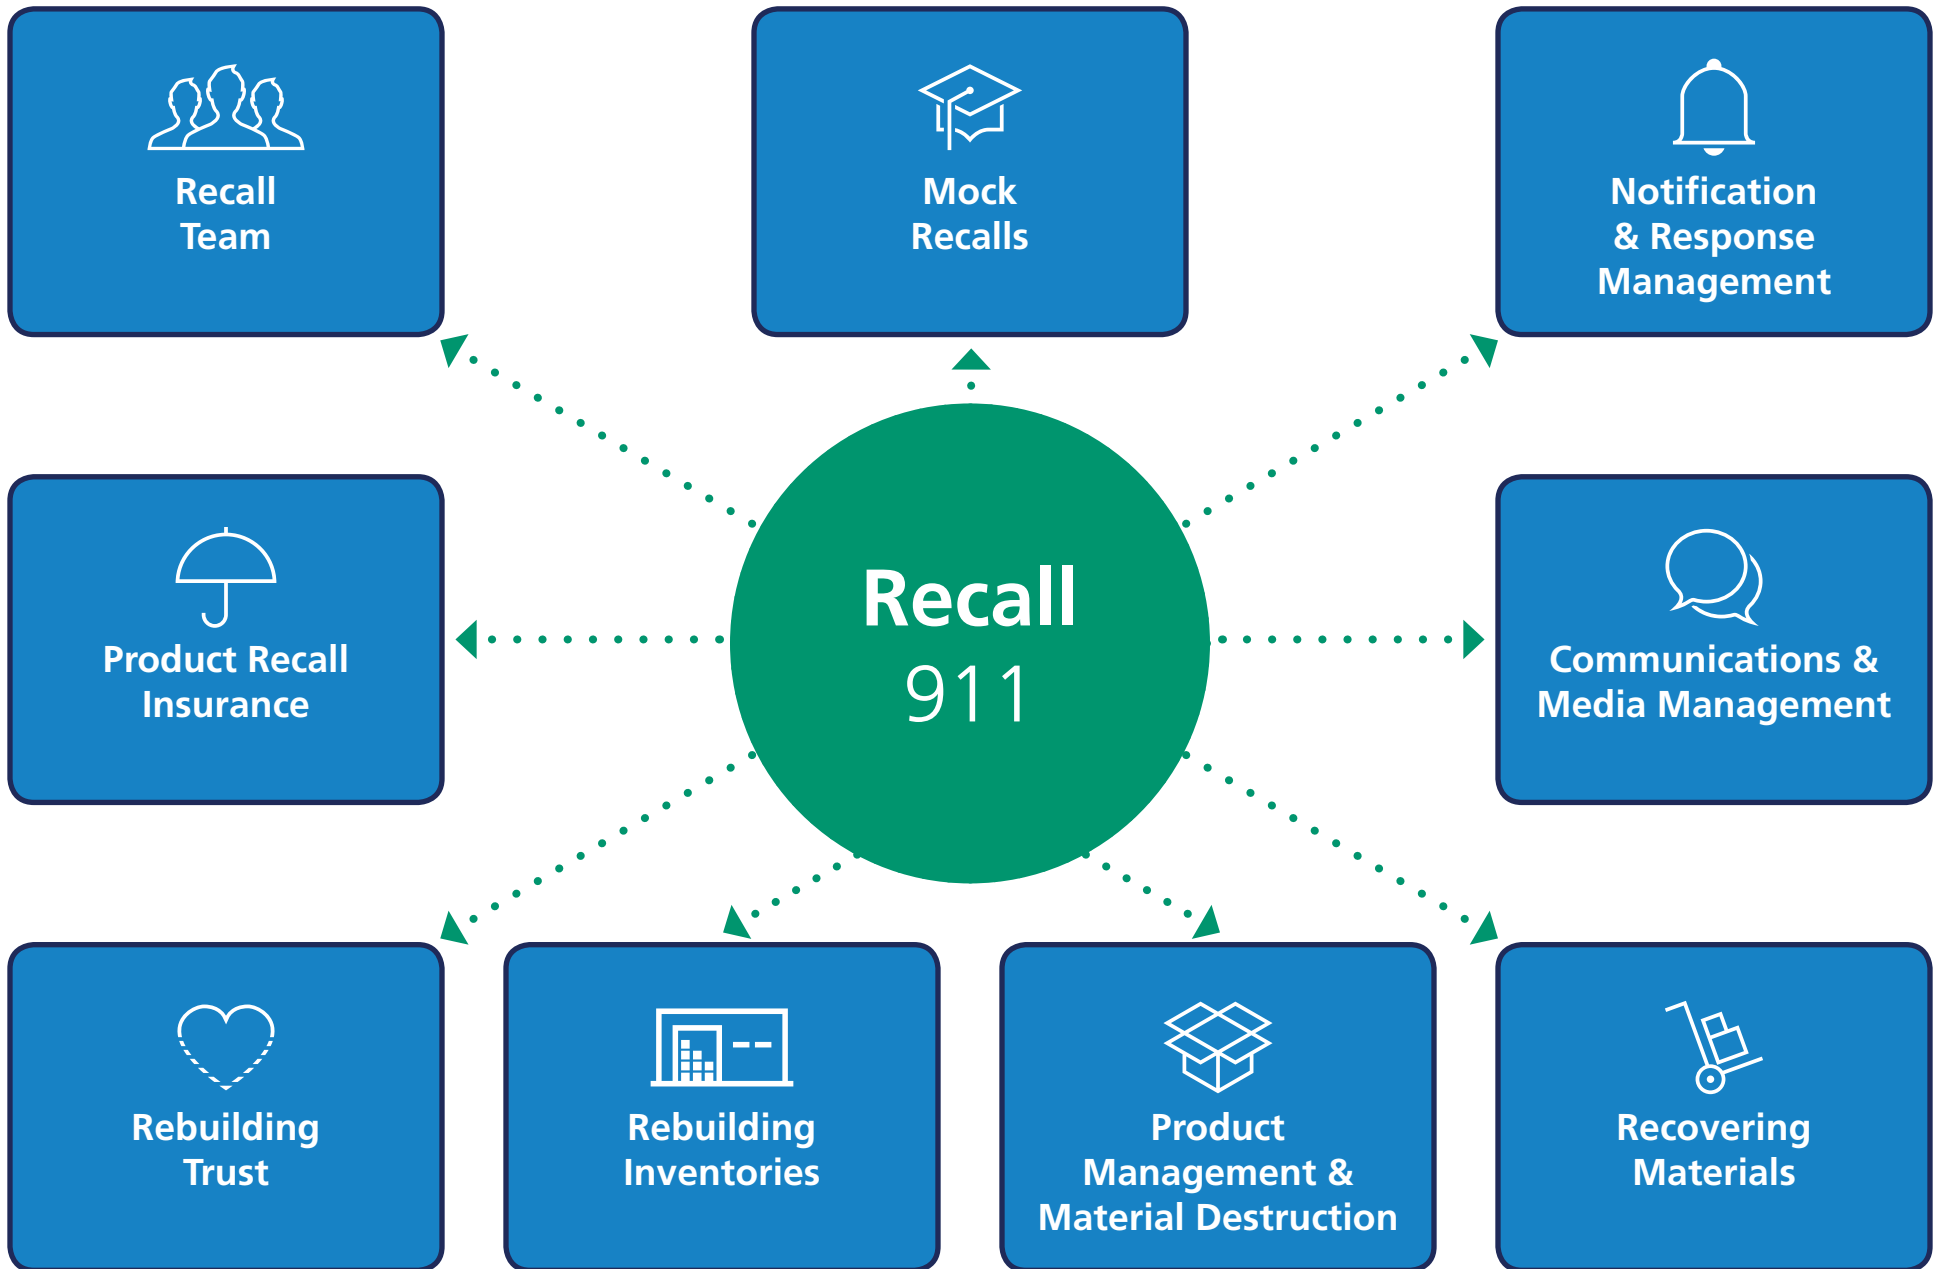 Recall
Team
Mock
Recalls
Notification
& Response
Management
Product Recall
Insurance
Recall
911
Communications &
Media Management
Rebuilding
Trust
Rebuilding
Inventories
Product
Management &
Material Destruction
Recovering
Materials